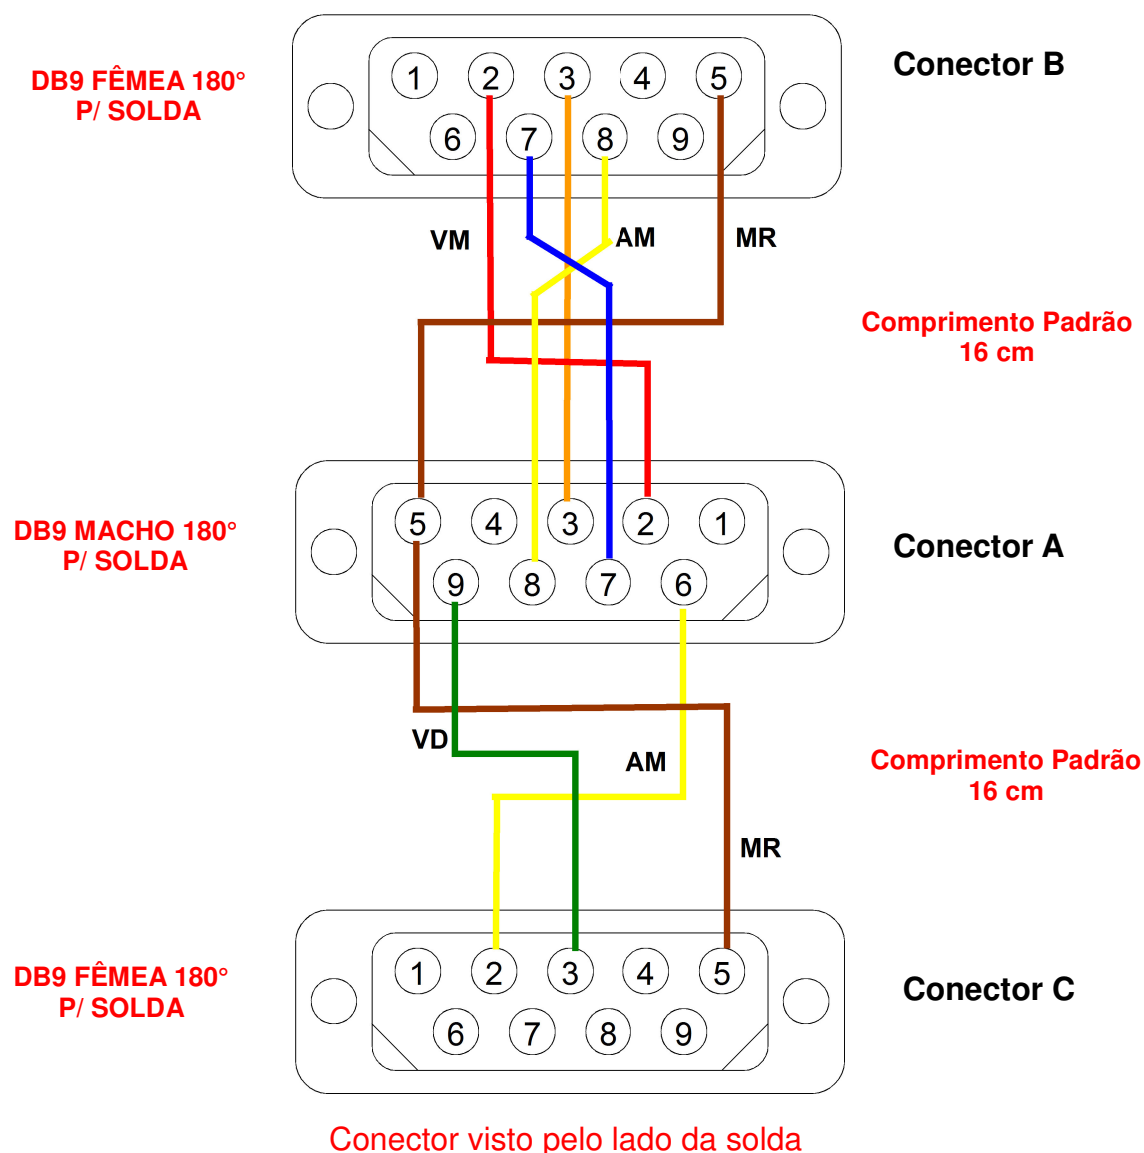 Conector B
DB9 FÊMEA 180°
P/ SOLDA
1 2 3 4 5
6 7 8 9
VM AM MR
Comprimento Padrão
16 cm
DB9 MACHO 180°
P/ SOLDA
5 4 3 2 1
9 8 7 6
Conector A
VD
AM
Comprimento Padrão
16 cm
MR
DB9 FÊMEA 180°
P/ SOLDA
1 2 3 4 5
6 7 8 9
Conector C
Conector visto pelo lado da solda